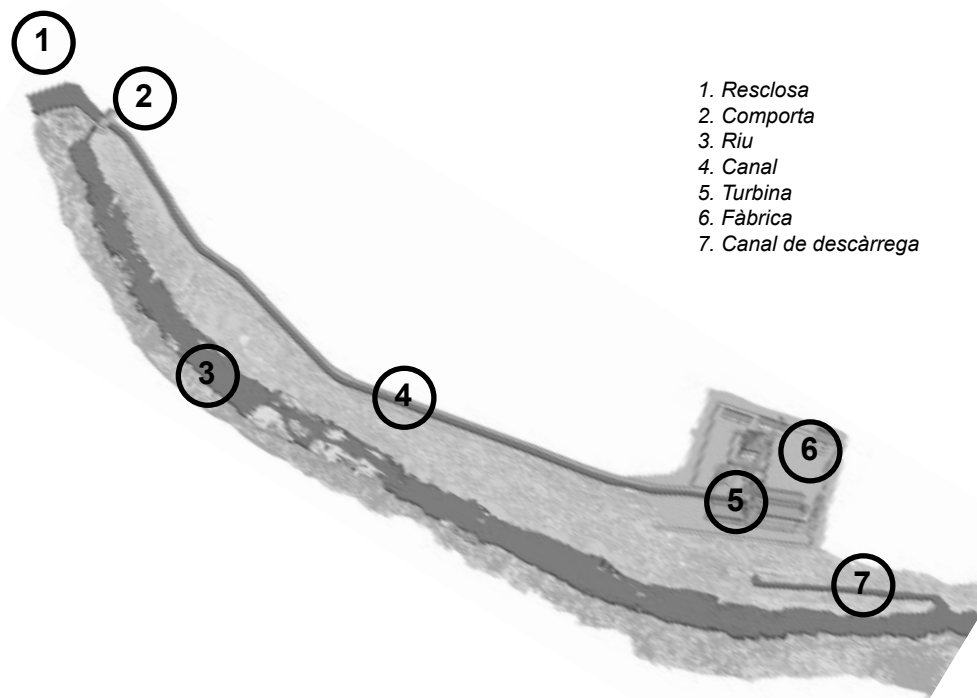 1
2
1. Resclosa
2. Comporta
3. Riu
4. Canal
5. Turbina
6. Fàbrica
7. Canal de descàrrega
3
4
6
5
7